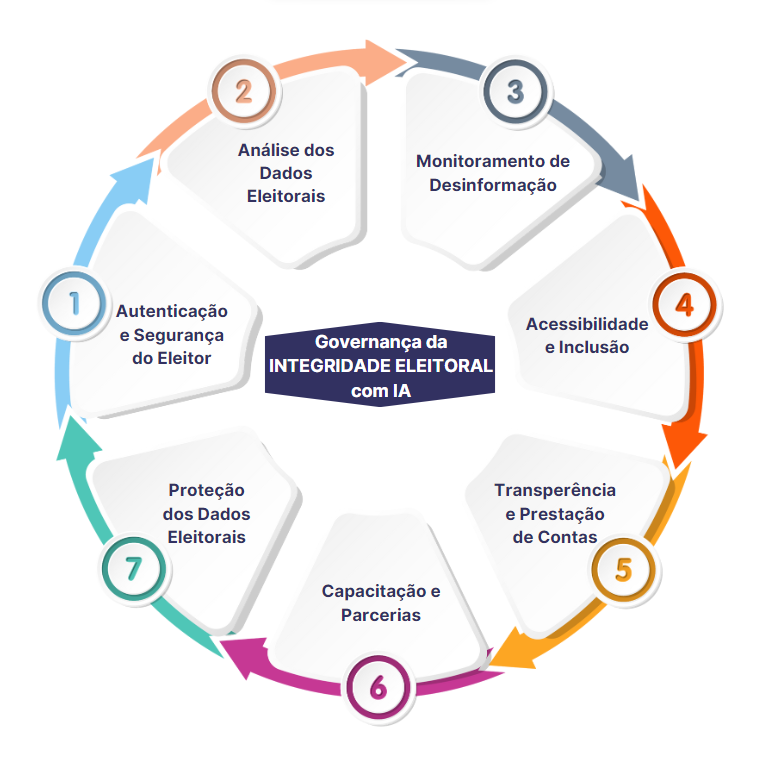 1
Autenticação
e Segurança
do Eleitor
2
Análise dos
Dados
Eleitorais
3
Monitoramento de
Desinformação
4
Acessibilidade
e Inclusão
5
Transperência
e Prestação
de Contas
6
Capacitação e
Parcerias
7
Proteção
dos Dados
Eleitorais
Governança da
INTEGRIDADE ELEITORAL
com IA